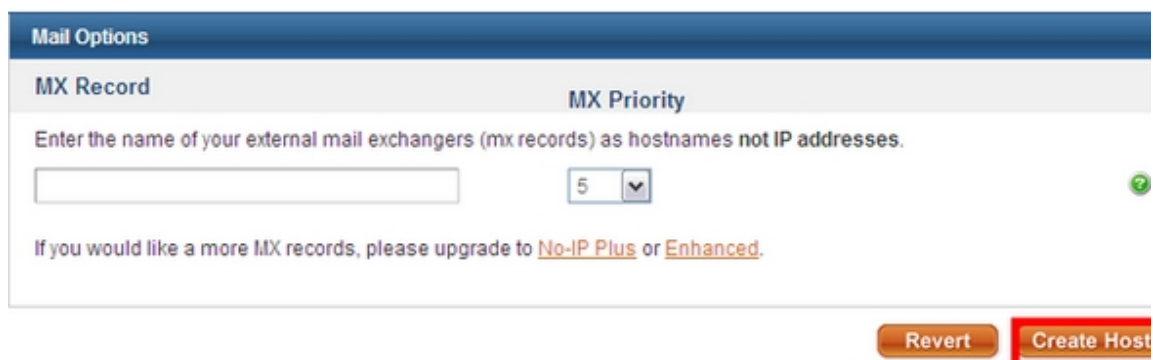 Mail Options
MX Record
MX Priority
Enter the name of your external mail exchangers (mx records) as hostnames not IP addresses.
5
?
If you would like a more MX records, please upgrade to No-IP Plus or Enhanced.
Revert
Create Host